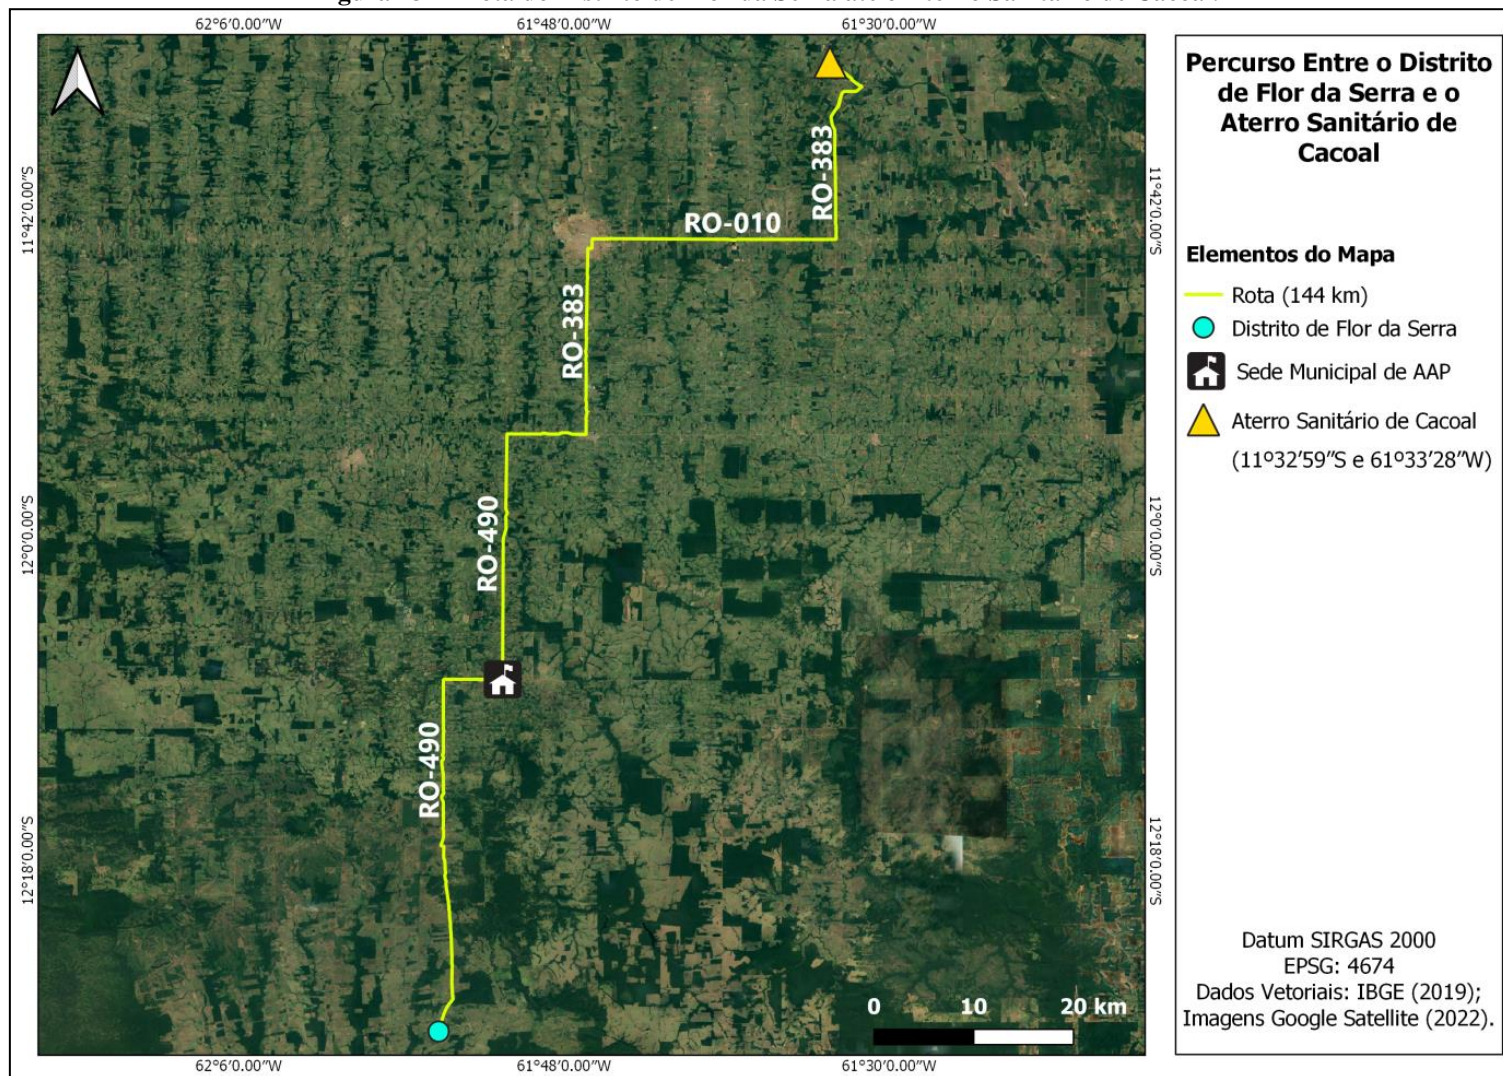 62°6′0.00″W 61°48′0.00″W 61°30′0.00″W
11°42′0.00″S
12°0′0.00″S
12°18′0.00″S
RO-383
RO-010
RO-383
RO-490
RO-490
0 10 20 km
11°42′0.00″S
12°0′0.00″S
12°18′0.00″S
62°6′0.00″W 61°48′0.00″W 61°30′0.00″W
Percurso Entre o Distrito
de Flor da Serra e o
Aterro Sanitário de
Cacoal
Elementos do Mapa
Rota (144 km)
Distrito de Flor da Serra
Sede Municipal de AAP
Aterro Sanitário de Cacoal
(11º32′59″S e 61º33′28″W)
Datum SIRGAS 2000
EPSG: 4674
Dados Vetoriais: IBGE (2019);
Imagens Google Satellite (2022).